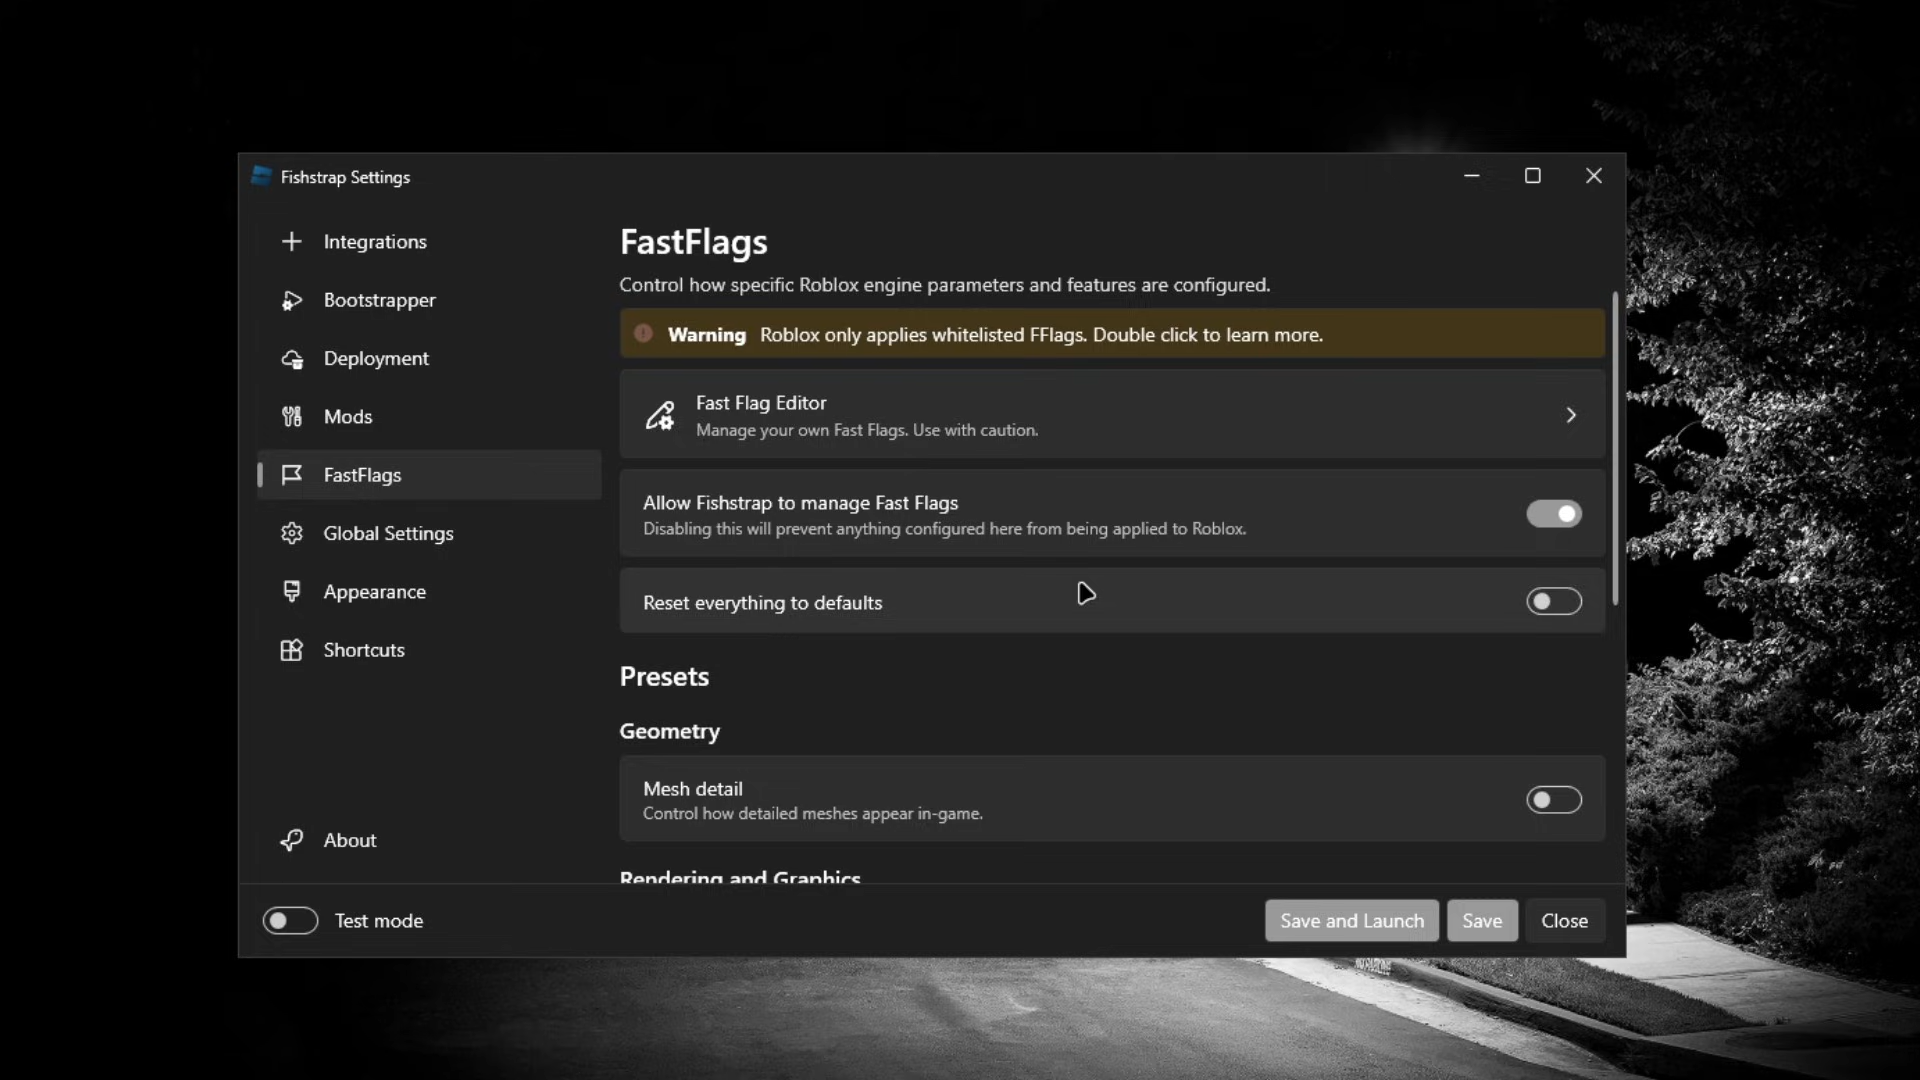 Fishstrap Settings
Integrations
Bootstrapper
Deployment
Mods
FastFlags
Global Settings
Appearance
Shortcuts
About
FastFlags
Control how specific Roblox engine parameters and features are configured.
Warning Roblox only applies whitelisted FFlags. Double click to learn more.
Fast Flag Editor
Manage your own Fast Flags. Use with caution.
Allow Fishstrap to manage Fast Flags
Disabling this will prevent anything configured here from being applied to Roblox.
Reset everything to defaults
Presets
Geometry
Mesh detail
Control how detailed meshes appear in-game.
Rendering and Graphics
Test mode
Save and Launch
Save
Close